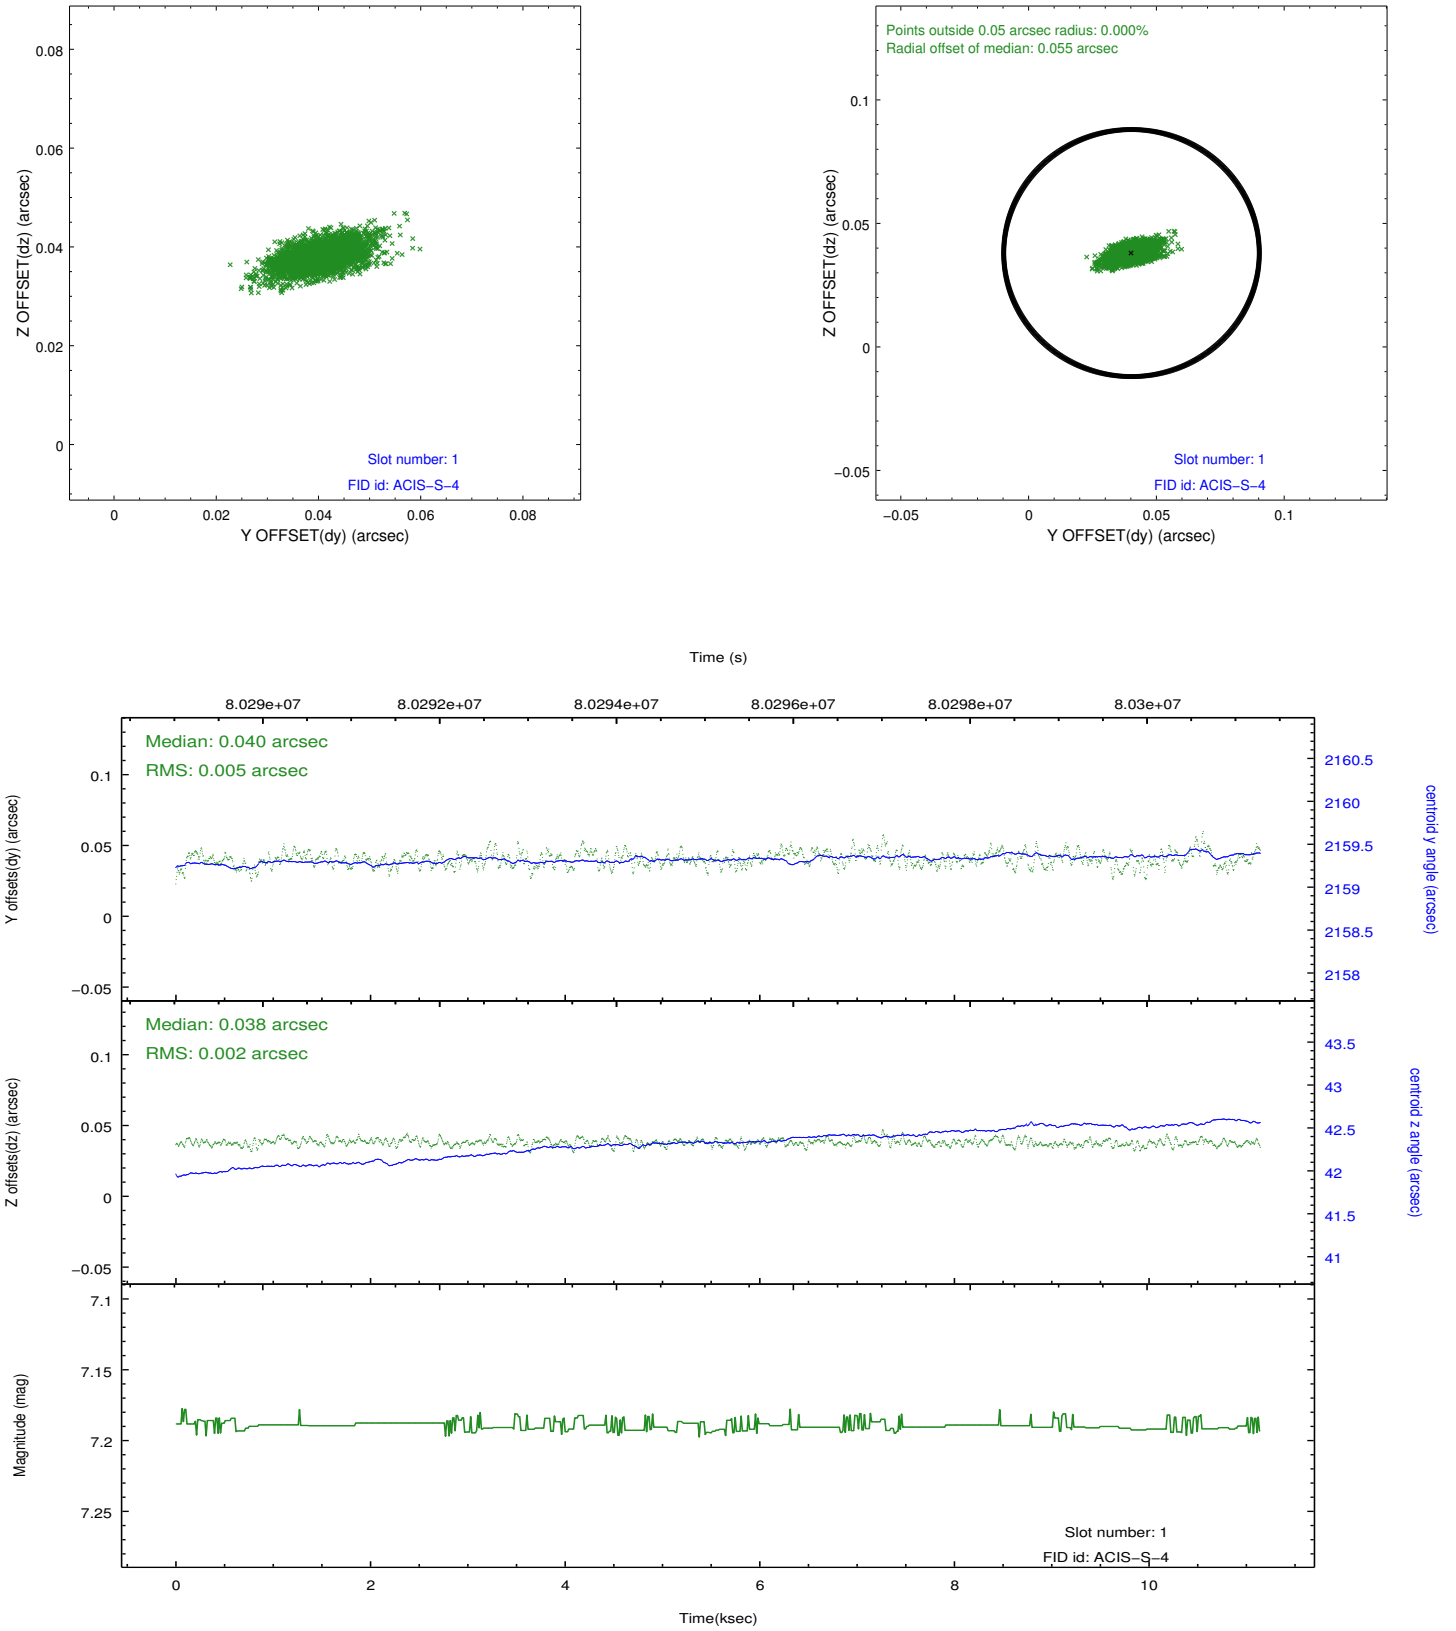 0.08
0.06
0.04
0.02
0
Z OFFSET(dz) (arcsec)
Slot number: 1
FID id: ACIS−S−4
0 0.02 0.04 0.06 0.08
Y OFFSET(dy) (arcsec)
Points outside 0.05 arcsec radius: 0.000%
Radial offset of median: 0.055 arcsec
0.1
0.05
0
−0.05
Z OFFSET(dz) (arcsec)
Slot number: 1
FID id: ACIS−S−4
−0.05 0 0.05 0.1
Y OFFSET(dy) (arcsec)
Time (s)
8.029e+07 8.0292e+07 8.0294e+07 8.0296e+07 8.0298e+07 8.03e+07
Median: 0.040 arcsec
RMS: 0.005 arcsec
0.1
0.05
0
−0.05
Y offsets(dy) (arcsec)
2160.5
2160
2159.5
2159
2158.5
2158
centroid y angle (arcsec)
Median: 0.038 arcsec
RMS: 0.002 arcsec
0.1
0.05
0
−0.05
Z offsets(dz) (arcsec)
43.5
43
42.5
42
41.5
41
centroid z angle (arcsec)
7.1
7.15
7.2
7.25
Magnitude (mag)
Slot number: 1
FID id: ACIS−S−4
0 2 4 6 8 10
Time(ksec)